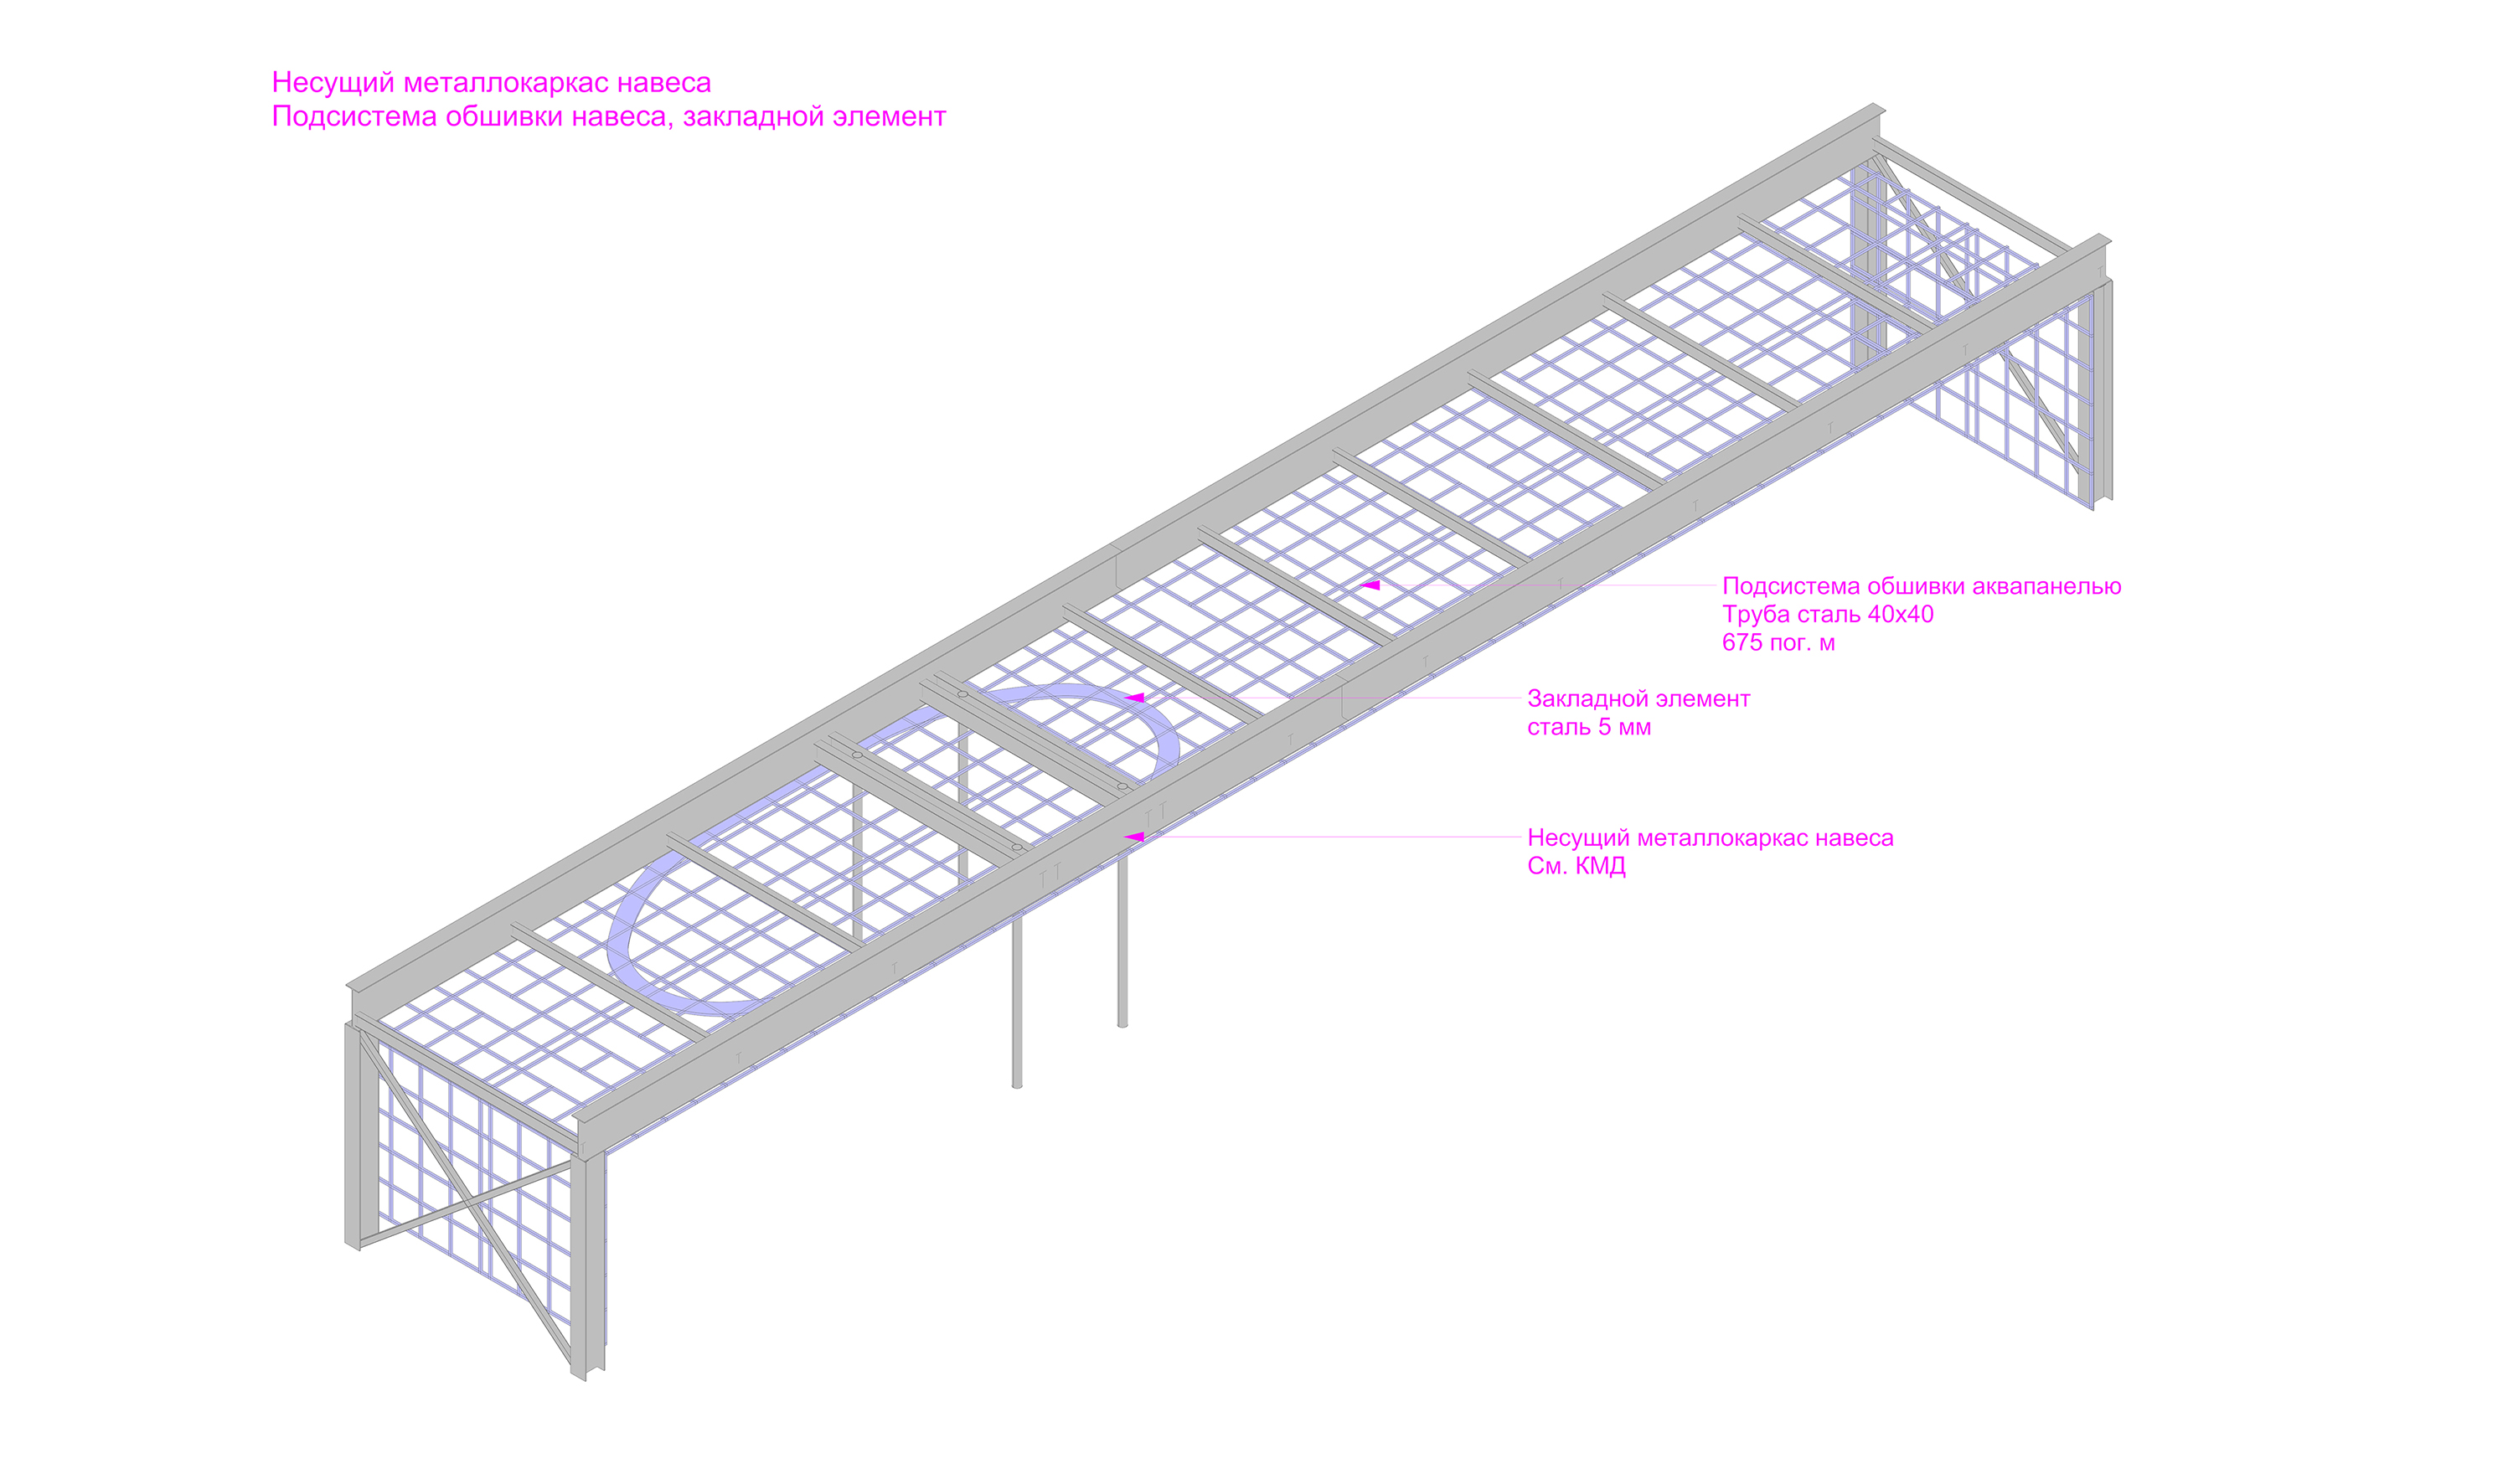 Несущий металлокаркас навеса
Подсистема обшивки навеса, закладной элемент
Подсистема обшивки аквапанелью
Труба сталь 40х40
675 пог. м
Закладной элемент
сталь 5 мм
Несущий металлокаркас навеса
См. КМД